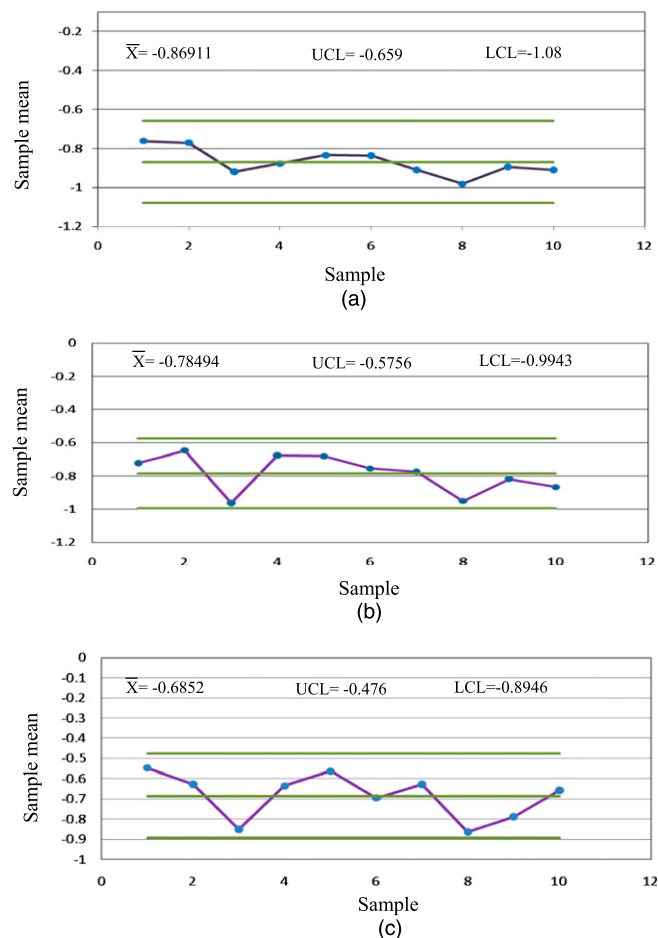 -0.2
X̅= -0.86911 UCL= -0.659 LCL=-1.08
-0.4
-0.6
Sample mean
-0.8
-1
-1.2
0 2 4 6 8 10 12
Sample
(a)
0
X̅= -0.78494 UCL= -0.5756 LCL=-0.9943
-0.2
-0.4
Sample mean
-0.6
-0.8
-1
-1.2
0 2 4 6 8 10 12
Sample
(b)
0
-0.1
X̅= -0.6852 UCL= -0.476 LCL=-0.8946
-0.2
-0.3
-0.4
Sample mean
-0.5
-0.6
-0.7
-0.8
-0.9
-1
0 2 4 6 8 10 12
Sample
(c)